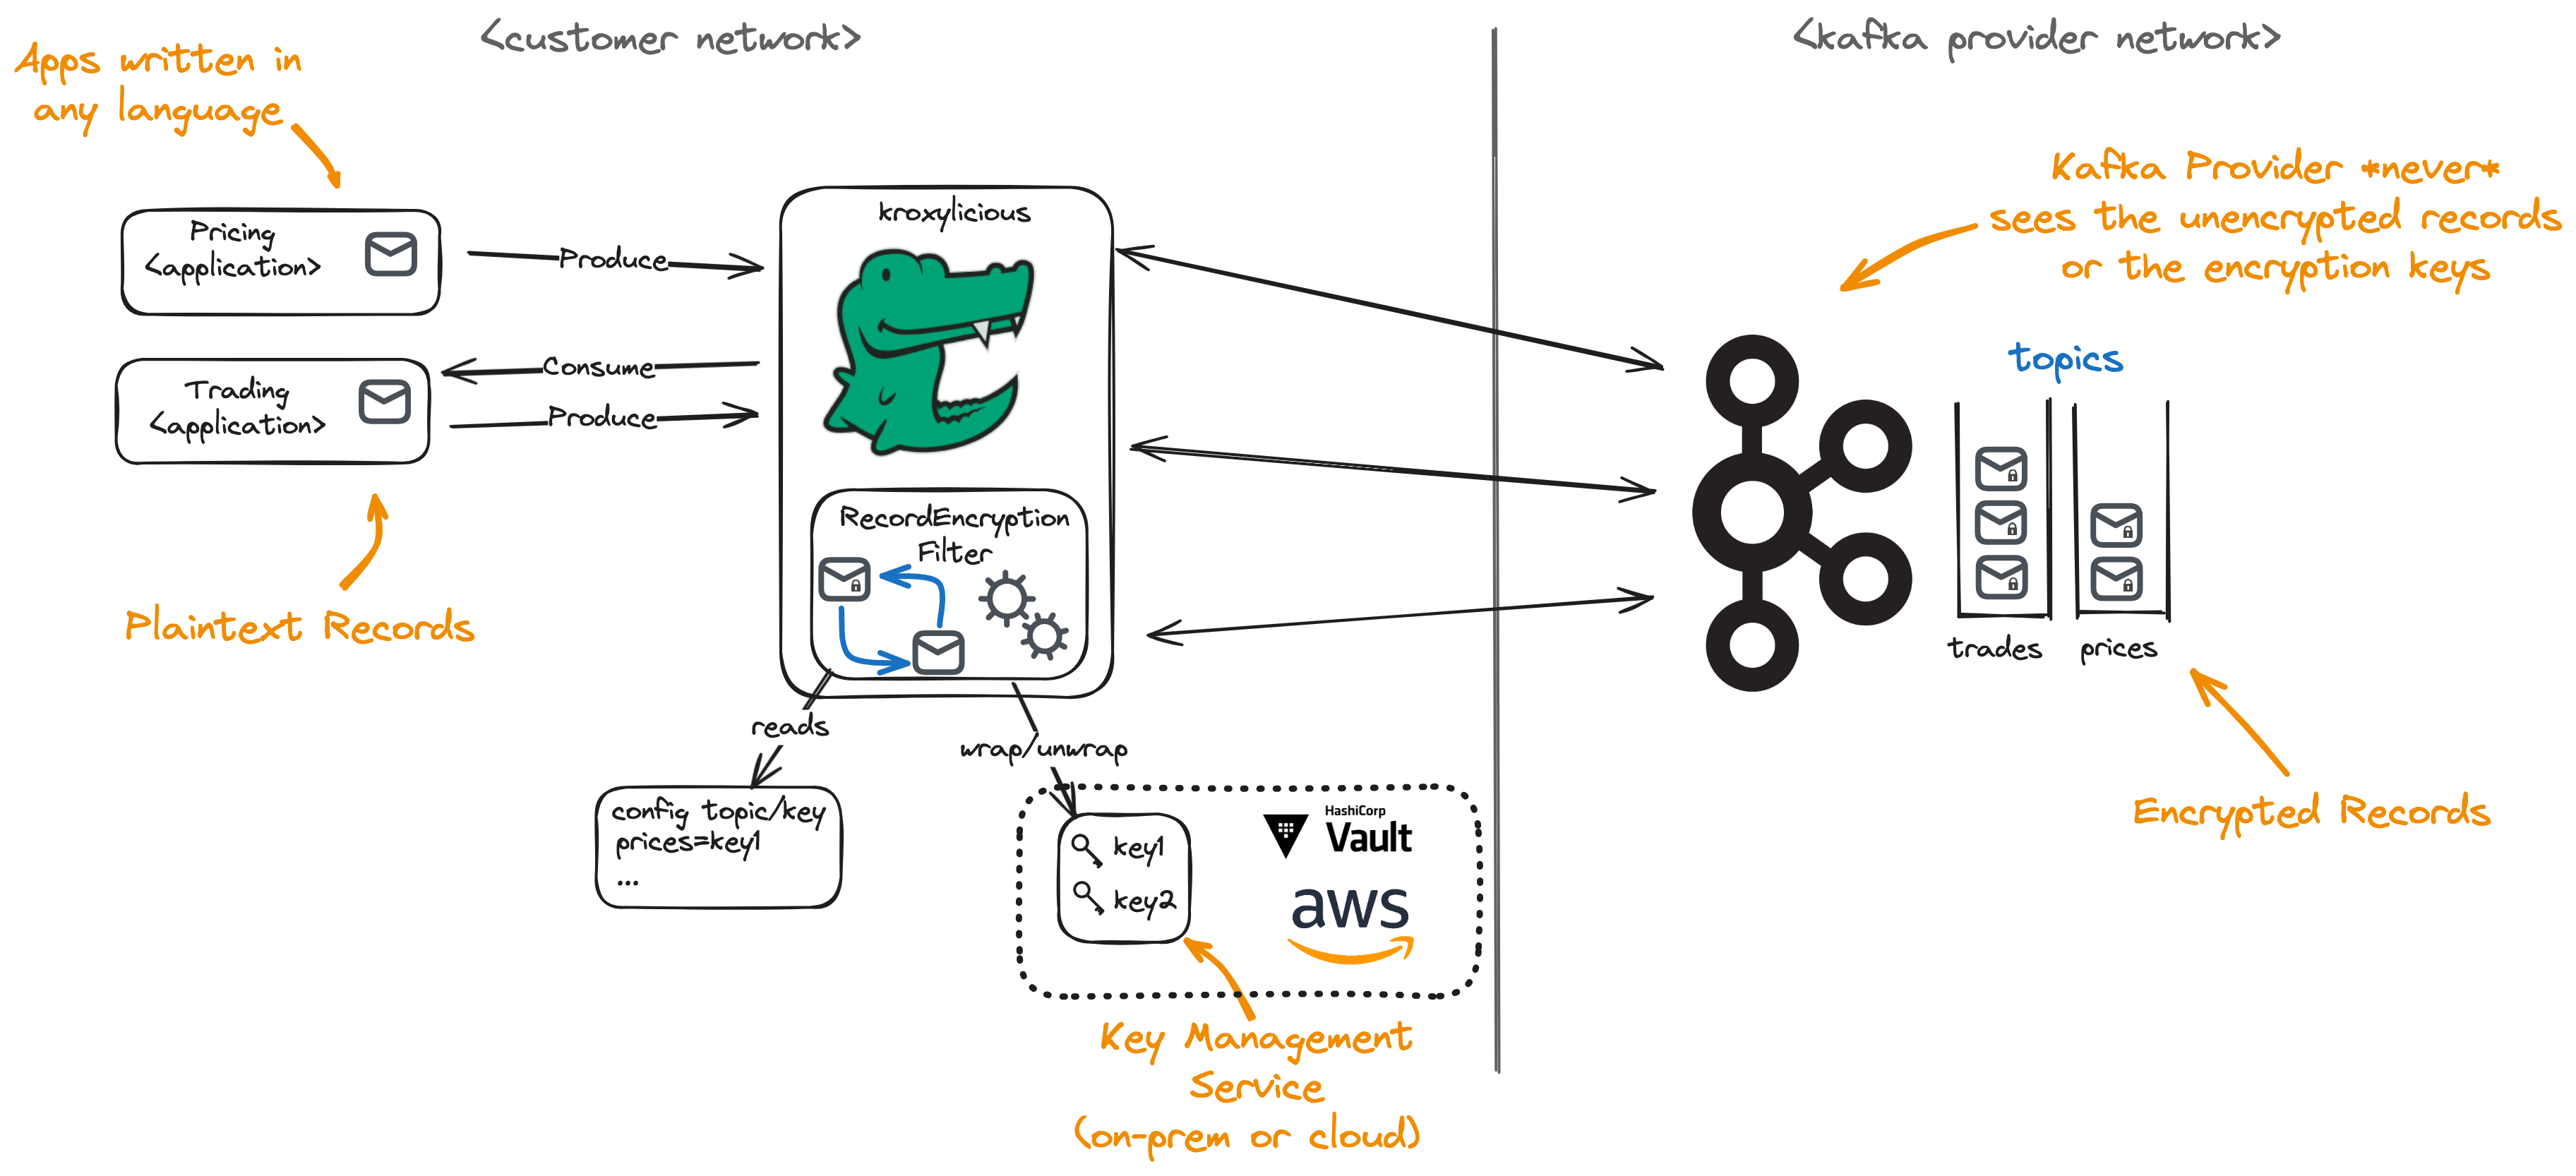 <customer network>
<kafka provider network>
Apps written in
any language
Pricing
<application>
Produce
Trading
<application>
Consume
Produce
Plaintext Records
kroxylicious
RecordEncryption
Filter
reads
wrap/unwrap
config topic/key
prices=key1
...
key1
key2
HashiCorp
Vault
aws
Key Management
Service
(on-prem or cloud)
Kafka Provider *never*
sees the unencrypted records
or the encryption keys
topics
trades
prices
Encrypted Records